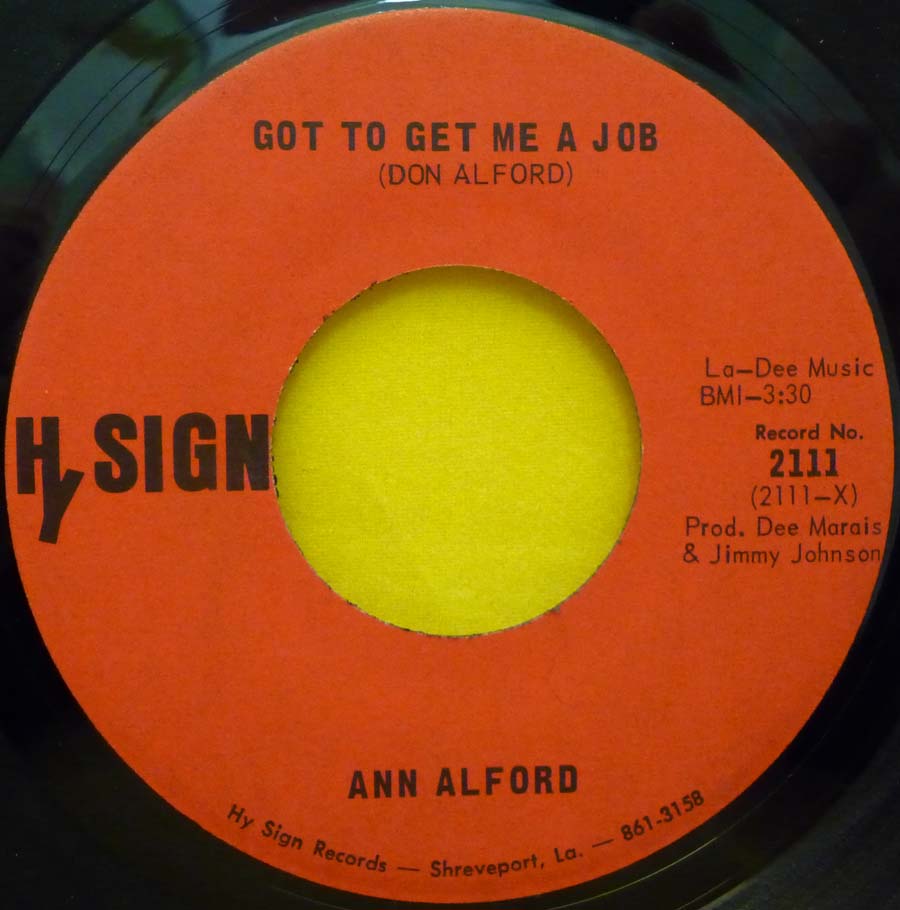 GOT TO GET ME A JOB
(DON ALFORD)
La-Dee Music
BMI-3:30
Record No.
2111
(2111-X)
Prod. Dee Marais
& Jimmy Johnson
Hy SIGN
ANN ALFORD
Hy Sign Records — Shreveport, La. — 861-3158